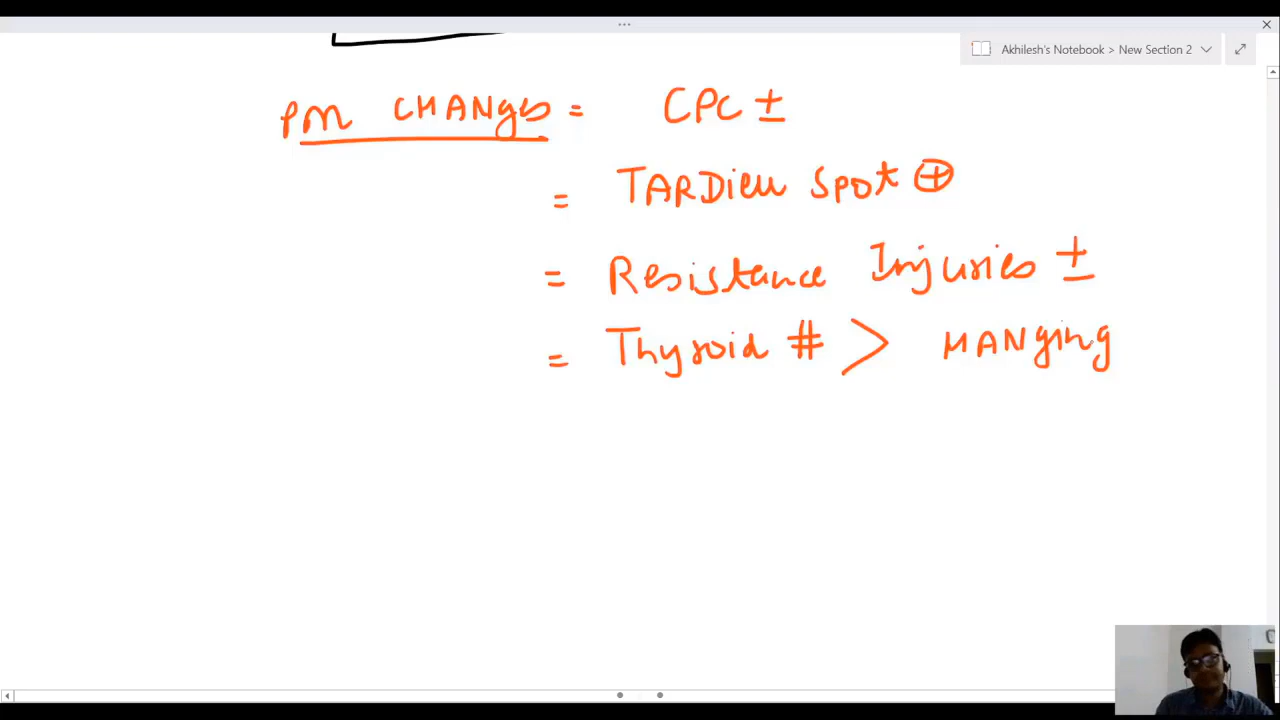 Akhilesh's Notebook > New Section 2
PM CHANges = CPC ±
= TARDieu Spot ⊕
= Resistance Injuries ±
= Thyroid # > HANging